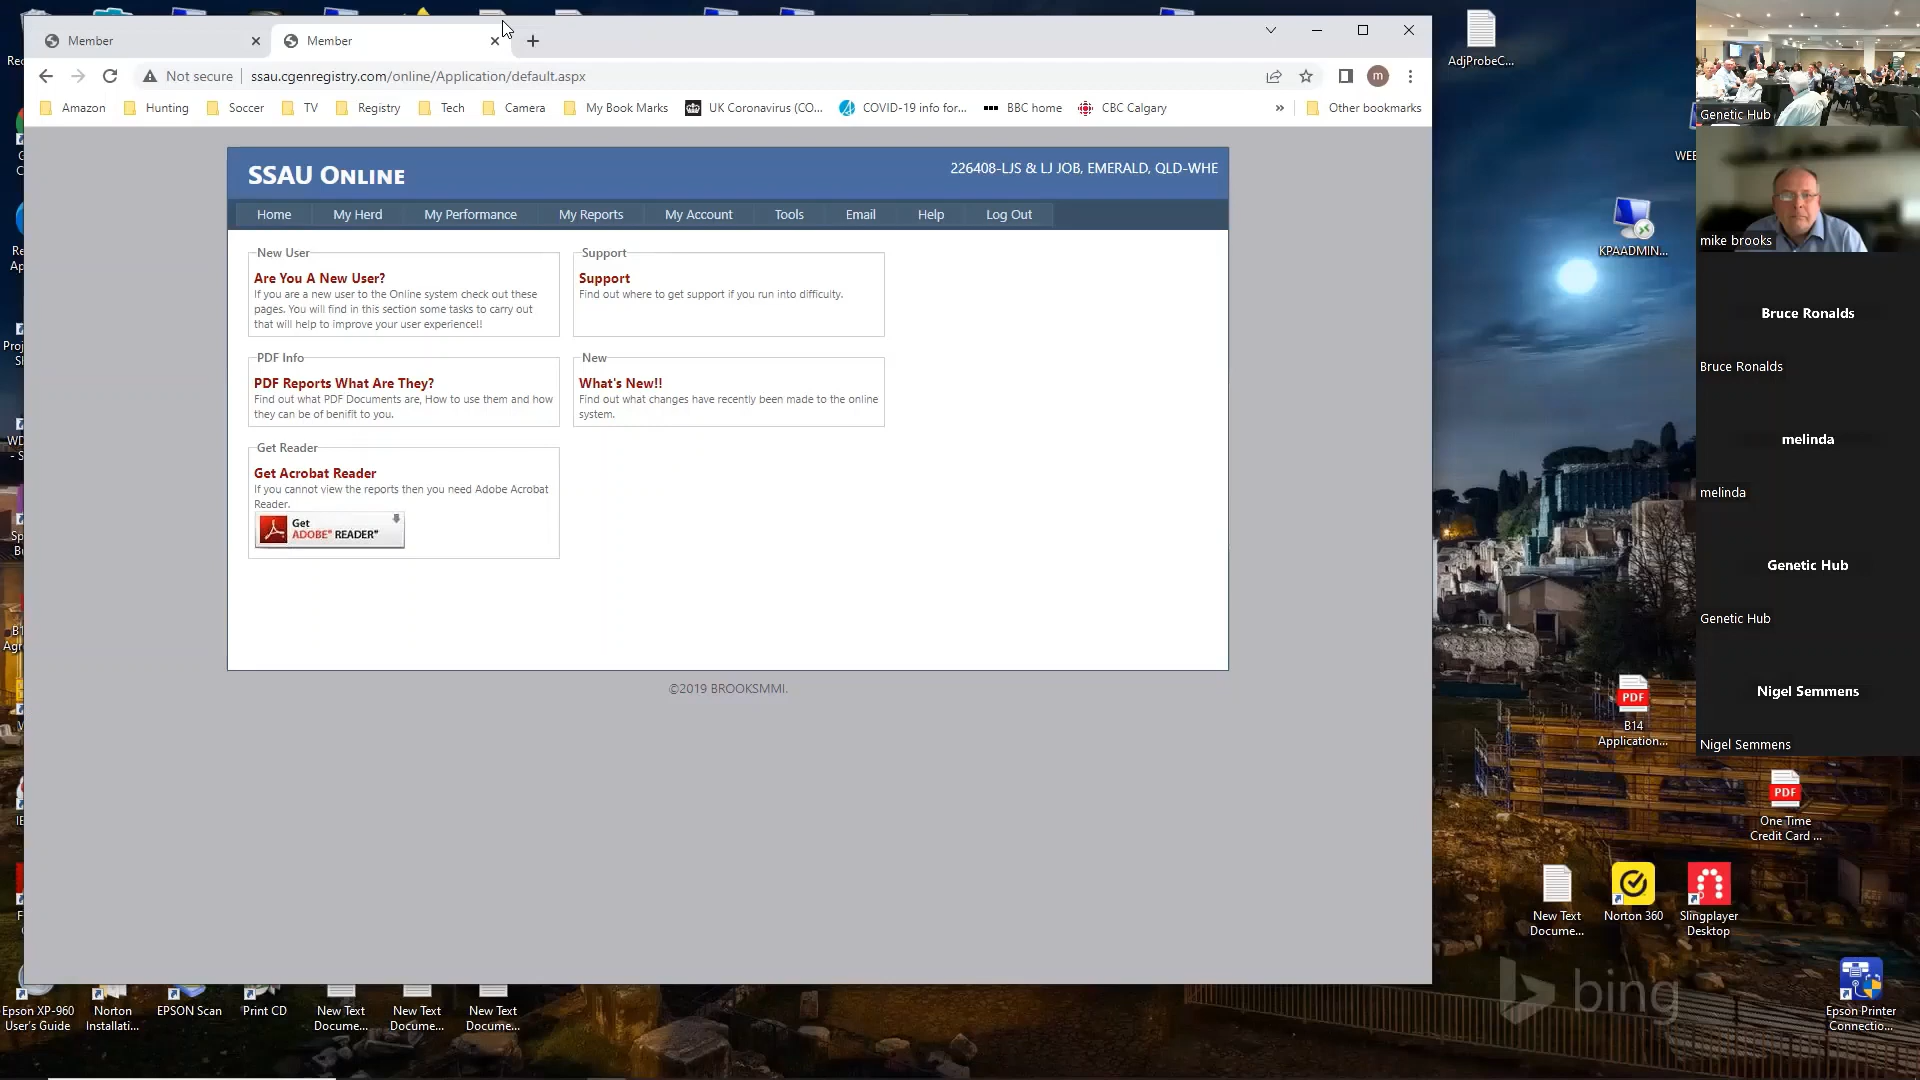 Member
Member
Not secure
ssau.cgenregistry.com/online/Application/default.aspx
m
Amazon
Hunting
Soccer
TV
Registry
Tech
Camera
My Book Marks
UK Coronavirus (CO...
COVID-19 info for...
BBC home
CBC Calgary
»
Other bookmarks
SSAU ONLINE
226408-LJS & LJ JOB, EMERALD, QLD-WHE
Home
My Herd
My Performance
My Reports
My Account
Tools
Email
Help
Log Out
New User
Are You A New User?
If you are a new user to the Online system check out these
pages. You will find in this section some tasks to carry out
that will help to improve your user experience!!
Support
Support
Find out where to get support if you run into difficulty.
PDF Info
PDF Reports What Are They?
Find out what PDF Documents are, How to use them and how
they can be of benifit to you.
New
What's New!!
Find out what changes have recently been made to the online
system.
Get Reader
Get Acrobat Reader
If you cannot view the reports then you need Adobe Acrobat
Reader.
Get
ADOBE® READER®
©2019 BROOKSMMI.
AdjProbeC...
KPAADMIN...
PDF
B14
Application...
PDF
One Time
Credit Card ...
New Text
Docume...
Norton 360
Slingplayer
Desktop
bing
Epson Printer
Connectio...
Epson XP-960
User's Guide
Norton
Installati...
EPSON Scan
Print CD
New Text
Docume...
New Text
Docume...
New Text
Docume...
Genetic Hub
mike brooks
Bruce Ronalds
Bruce Ronalds
melinda
melinda
Genetic Hub
Genetic Hub
Nigel Semmens
Nigel Semmens